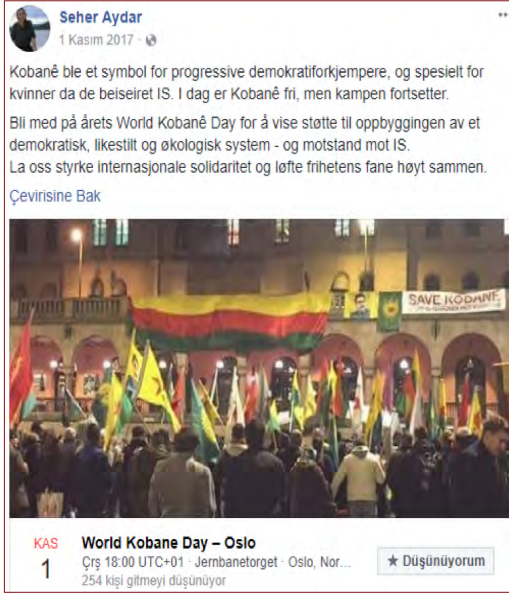 Seher Aydar
1 Kasım 2017 ·
Kobanê ble et symbol for progressive demokratiforkjempere, og spesielt for
kvinner da de beiseiret IS. I dag er Kobanê fri, men kampen fortsetter.
Bli med på årets World Kobanê Day for å vise støtte til oppbyggingen av et
demokratisk, likestilt og økologisk system - og motstand mot IS.
La oss styrke internasjonale solidaritet og løfte frihetens fane høyt sammen.
Çevirisine Bak
SAVE KOBANE
KAS
1
World Kobane Day – Oslo
Çrş 18:00 UTC+01 · Jernbanetorget · Oslo, Nor...
254 kişi gitmeyi düşünüyor
★ Düşünüyorum